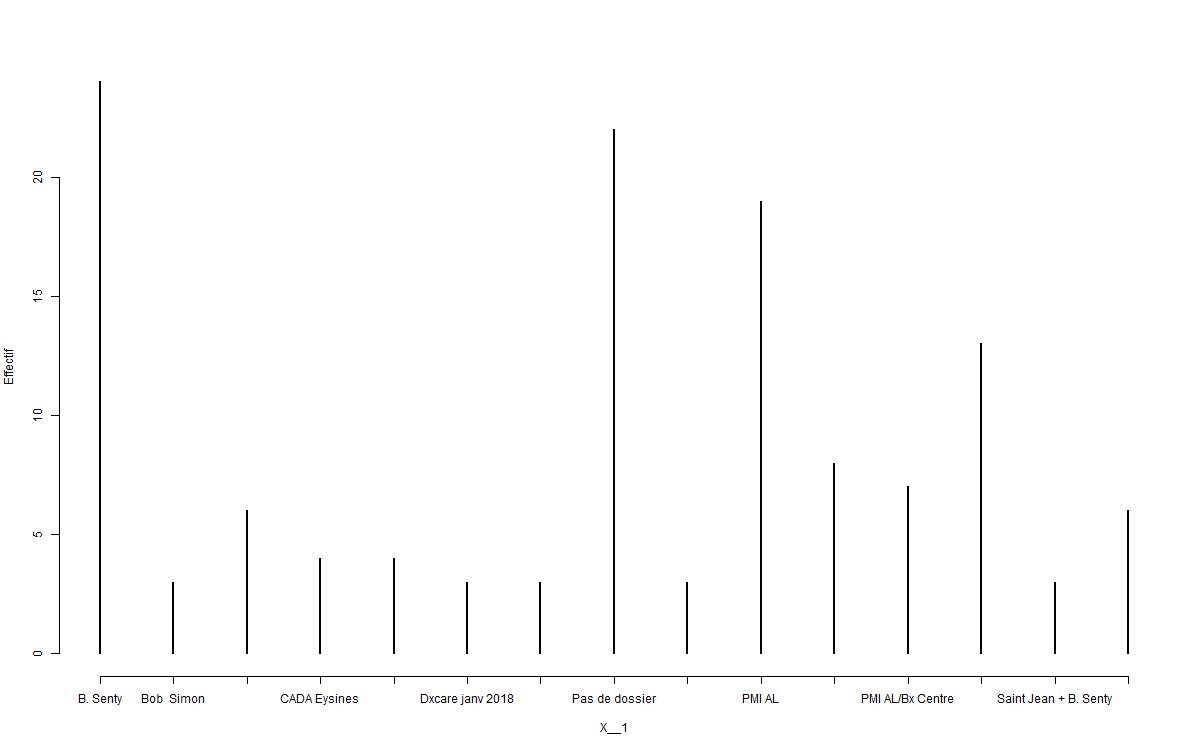 Effectif
20
15
10
5
0
B. Senty Bob  Simon CADA Eysines Dxcare janv 2018 Pas de dossier PMI AL PMI AL/Bx Centre Saint Jean + B. Senty
X__1